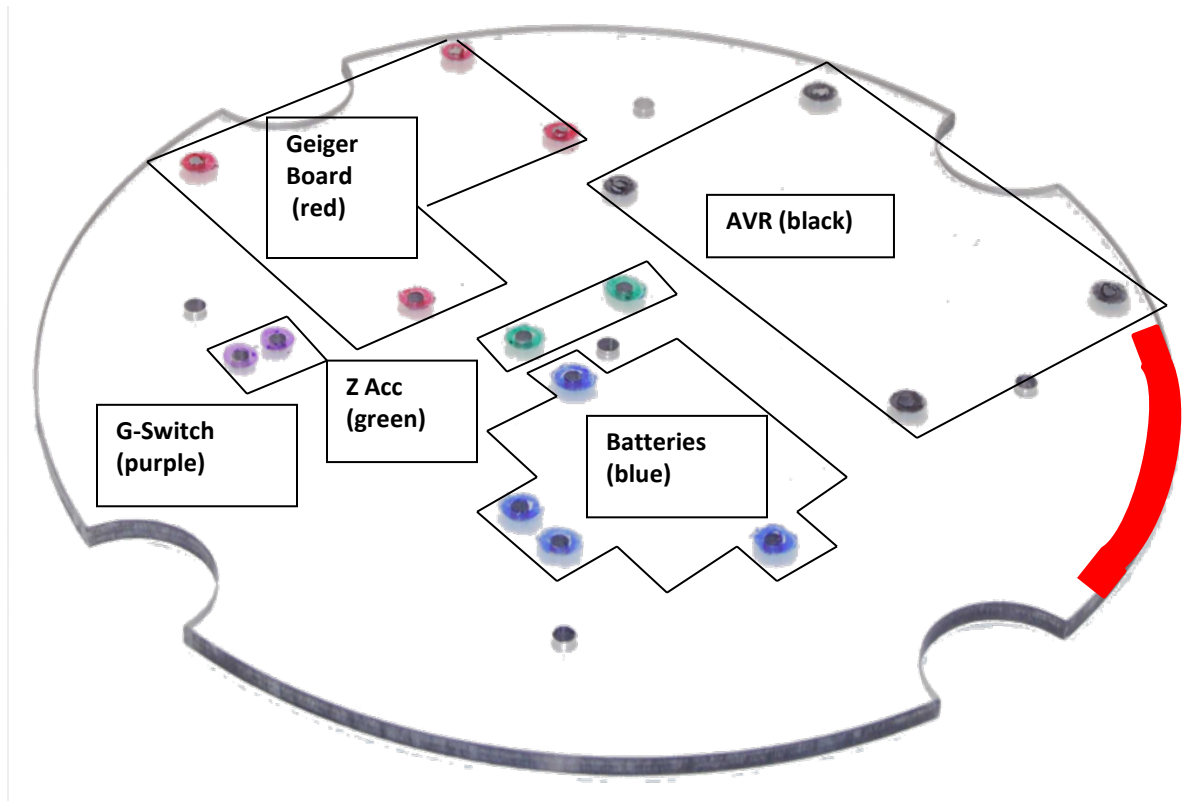 Geiger
Board
(red)
AVR (black)
Z Acc
(green)
G-Switch
(purple)
Batteries
(blue)